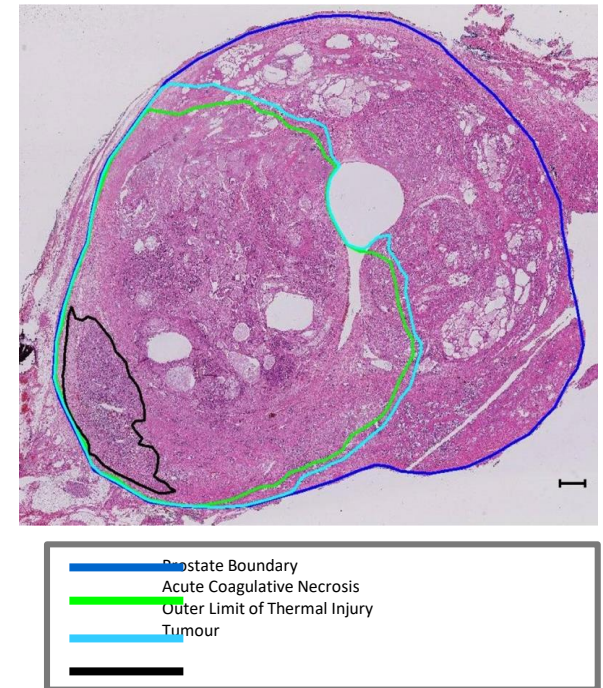 Prostate Boundary
Acute Coagulative Necrosis
Outer Limit of Thermal Injury
Tumour